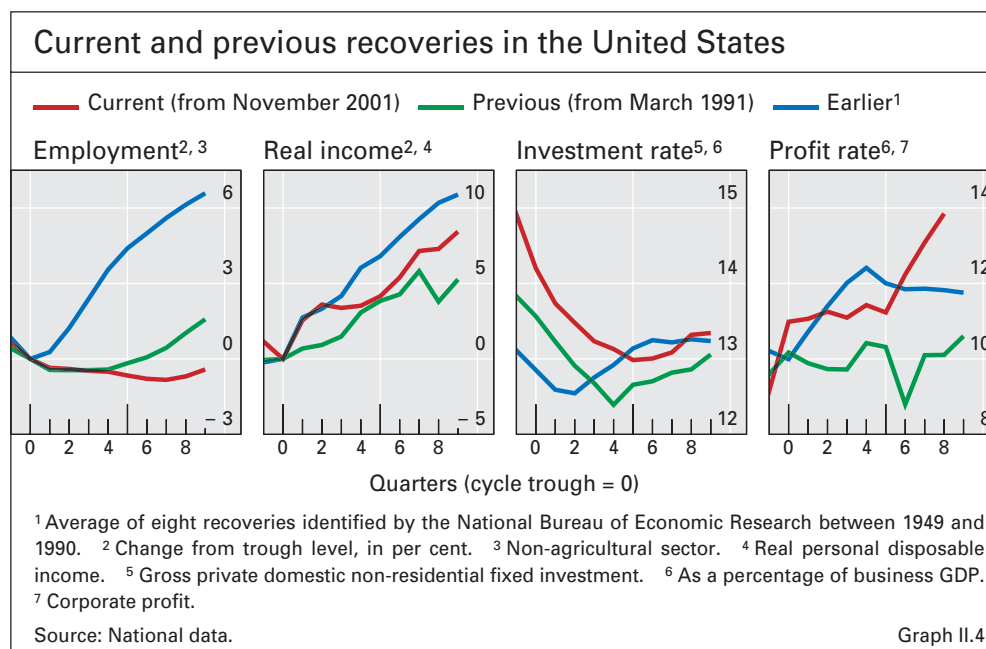 Current and previous recoveries in the United States
Current (from November 2001) Previous (from March 1991) Earlier¹
Employment²,³ Real income²,⁴ Investment rate⁵,⁶ Profit rate⁶,⁷
6 10 15 14
3 5 14 12
0 0 13 10
–3 –5 12 8
0 2 4 6 8 0 2 4 6 8 0 2 4 6 8 0 2 4 6 8
Quarters (cycle trough = 0)
¹ Average of eight recoveries identified by the National Bureau of Economic Research between 1949 and
1990. ² Change from trough level, in per cent. ³ Non-agricultural sector. ⁴ Real personal disposable
income. ⁵ Gross private domestic non-residential fixed investment. ⁶ As a percentage of business GDP.
⁷ Corporate profit.
Source: National data. Graph II.4